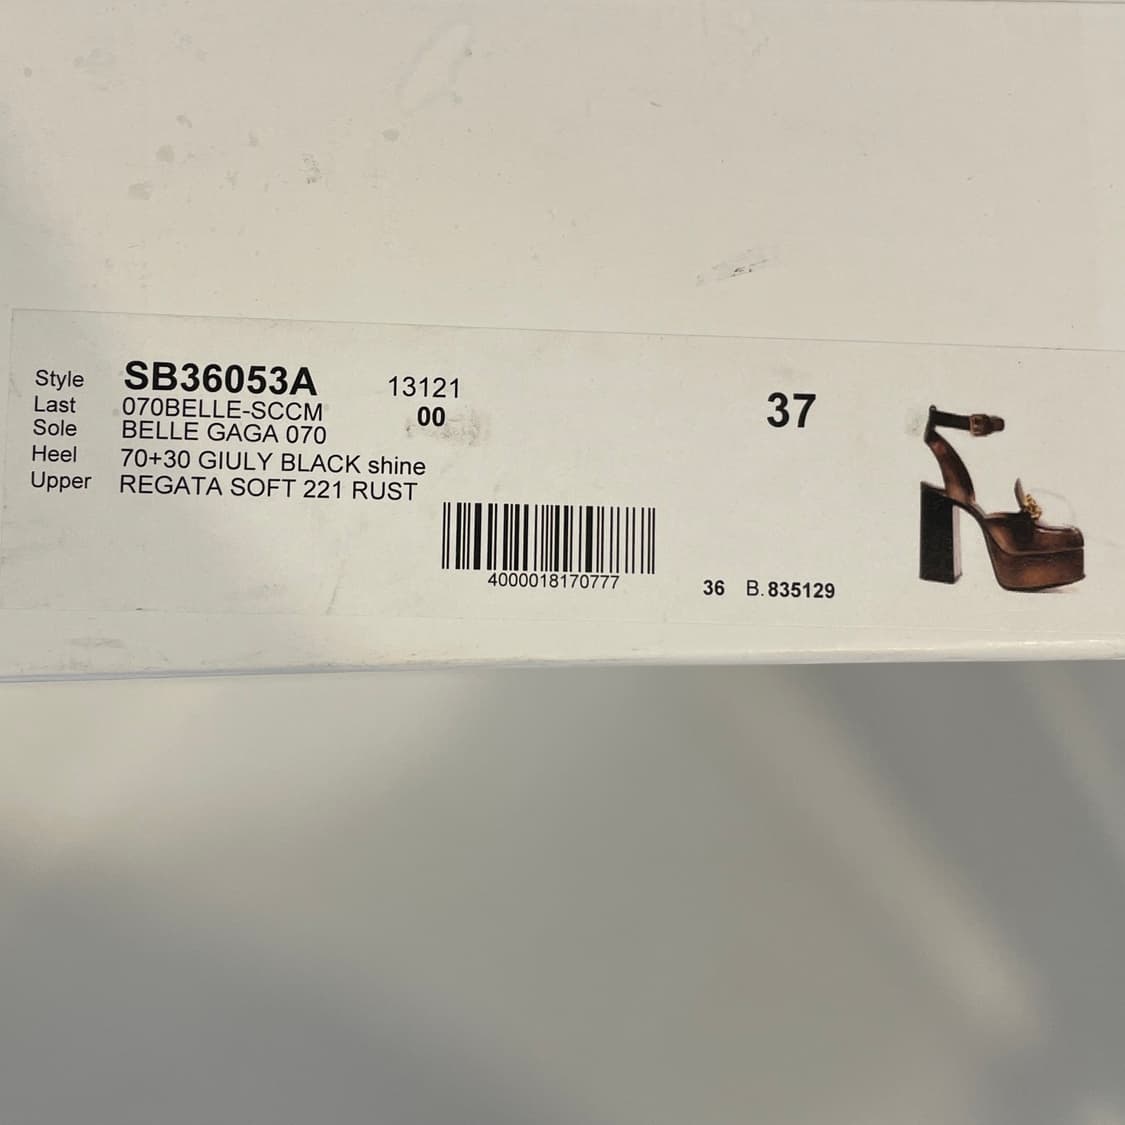 Style SB36053A 13121
Last 070BELLE-SCCM 00
Sole BELLE GAGA 070
Heel 70+30 GIULY BLACK shine
Upper REGATA SOFT 221 RUST
37
4000018170777
36 B.835129